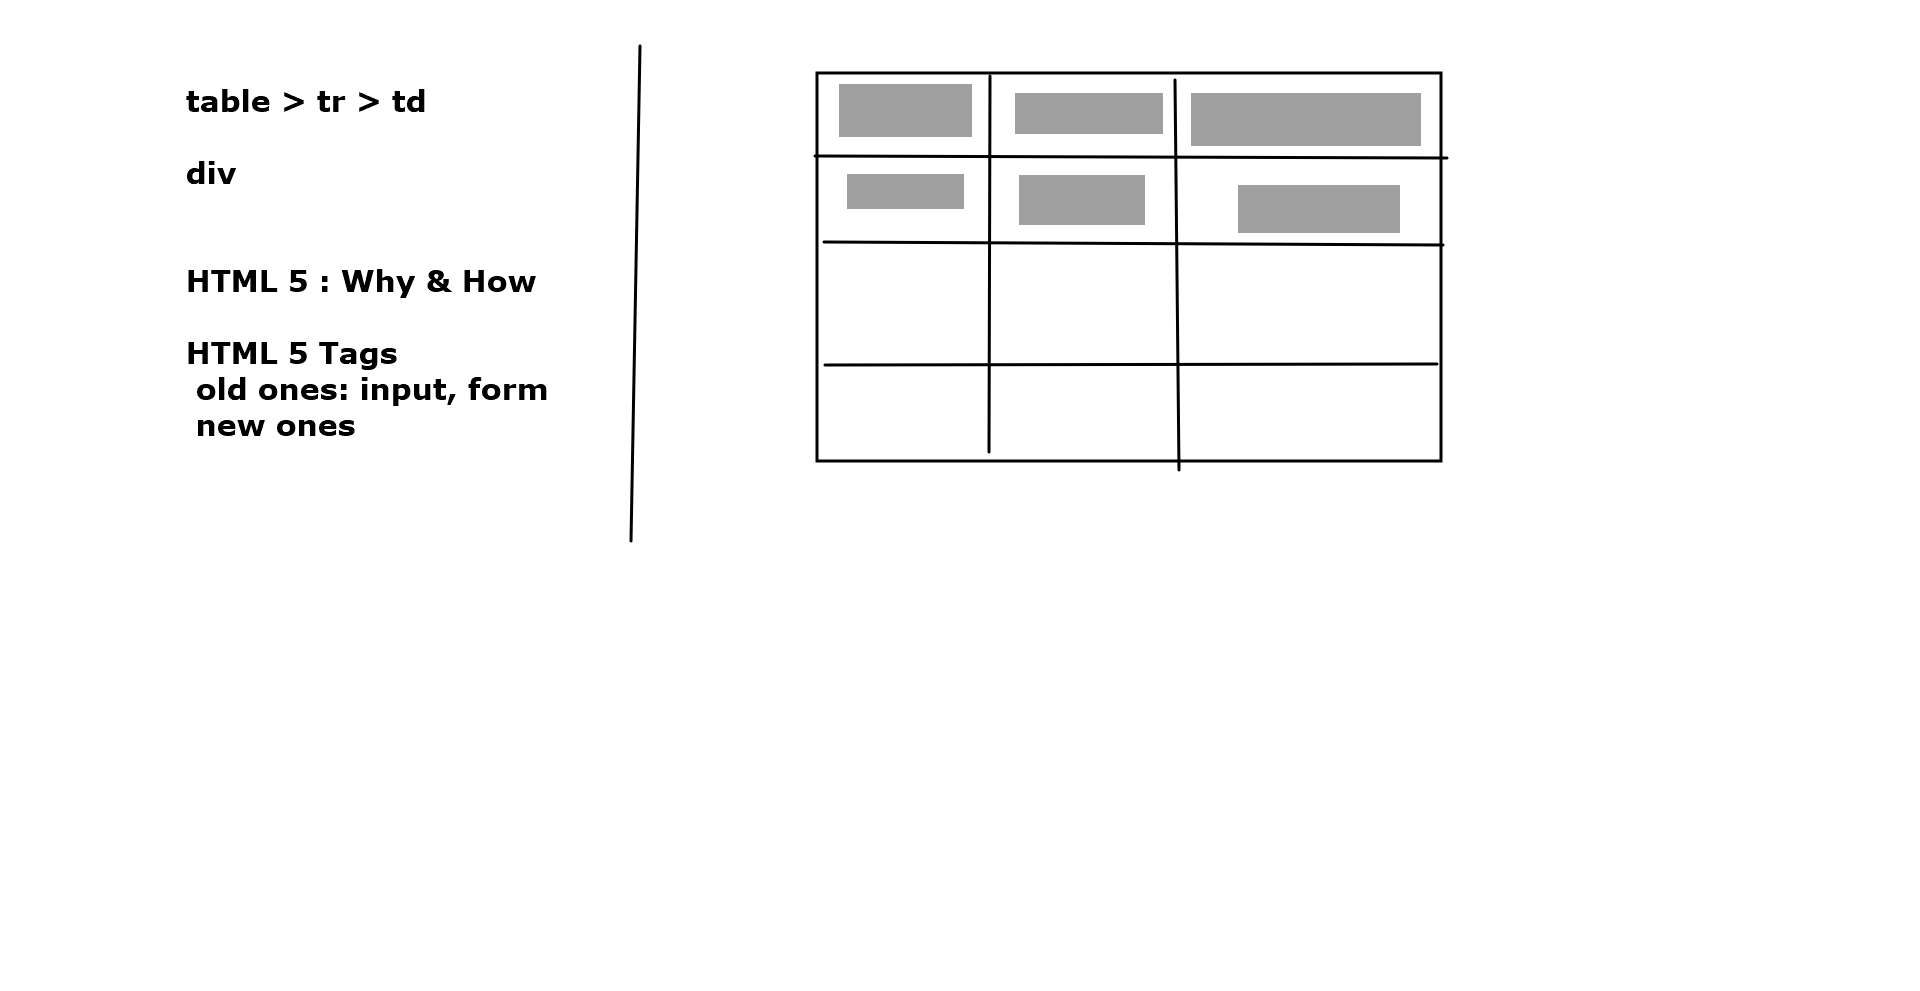 table > tr > td
div
HTML 5 : Why & How
HTML 5 Tags
old ones: input, form
new ones